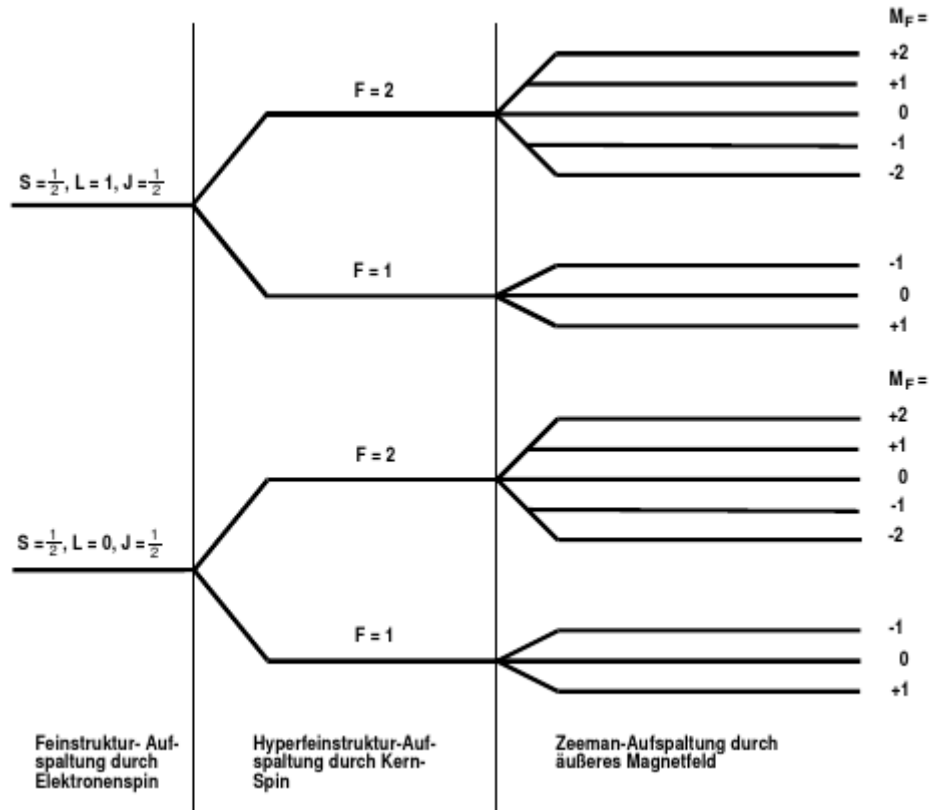 M_F =
+2
F = 2
+1
0
-1
S = 1/2, L = 1, J = 1/2
-2
F = 1
-1
0
+1
M_F =
+2
F = 2
+1
0
-1
S = 1/2, L = 0, J = 1/2
-2
F = 1
-1
0
+1
Feinstruktur- Auf-
spaltung durch
Elektronenspin
Hyperfeinstruktur-Auf-
spaltung durch Kern-
Spin
Zeeman-Aufspaltung durch
äußeres Magnetfeld